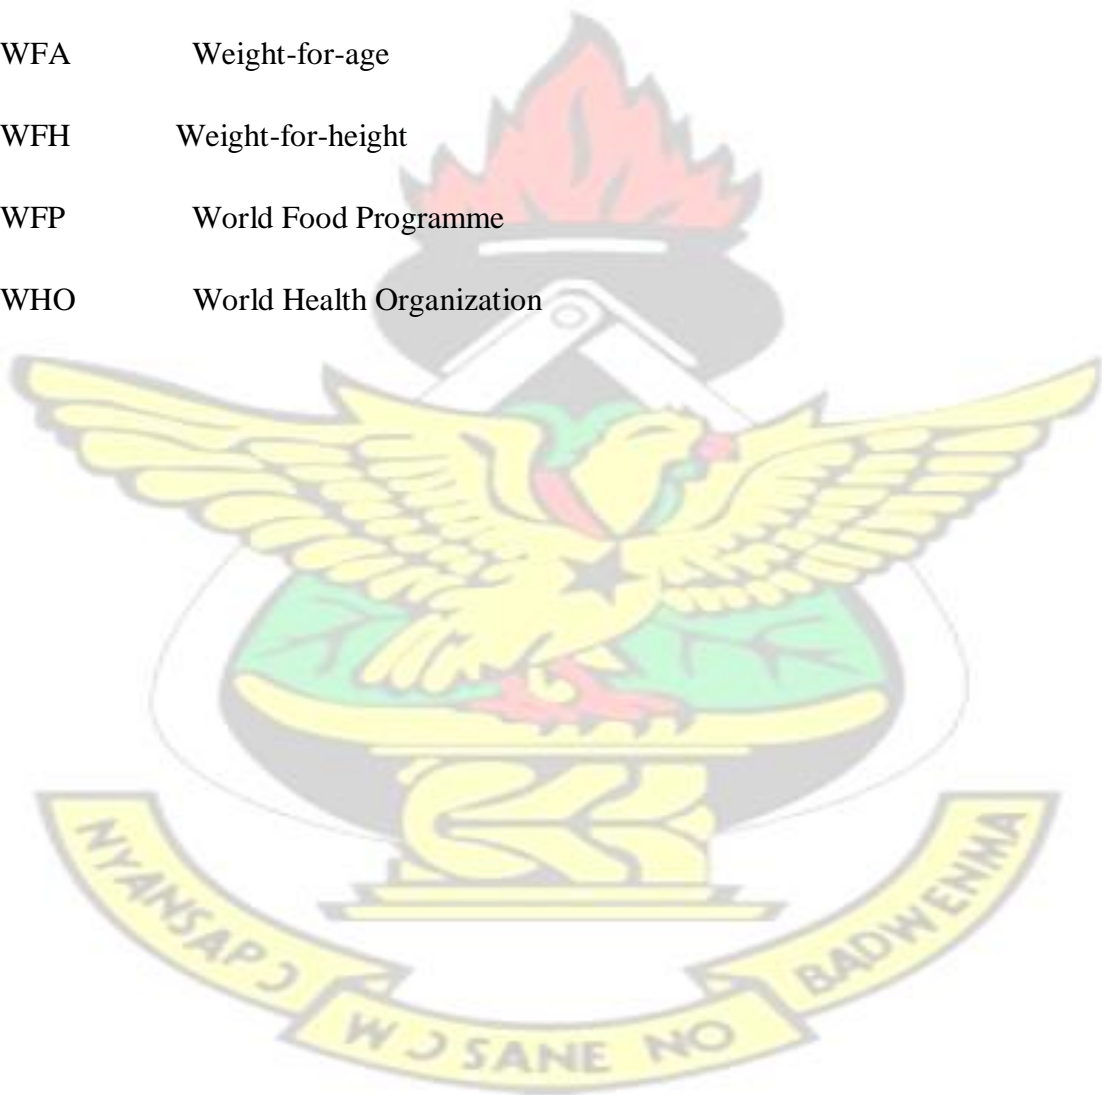 WFA Weight-for-age
WFH Weight-for-height
WFP World Food Programme
WHO World Health Organization
NYANSAPƆ
WƆSANE NO
BADWENMA